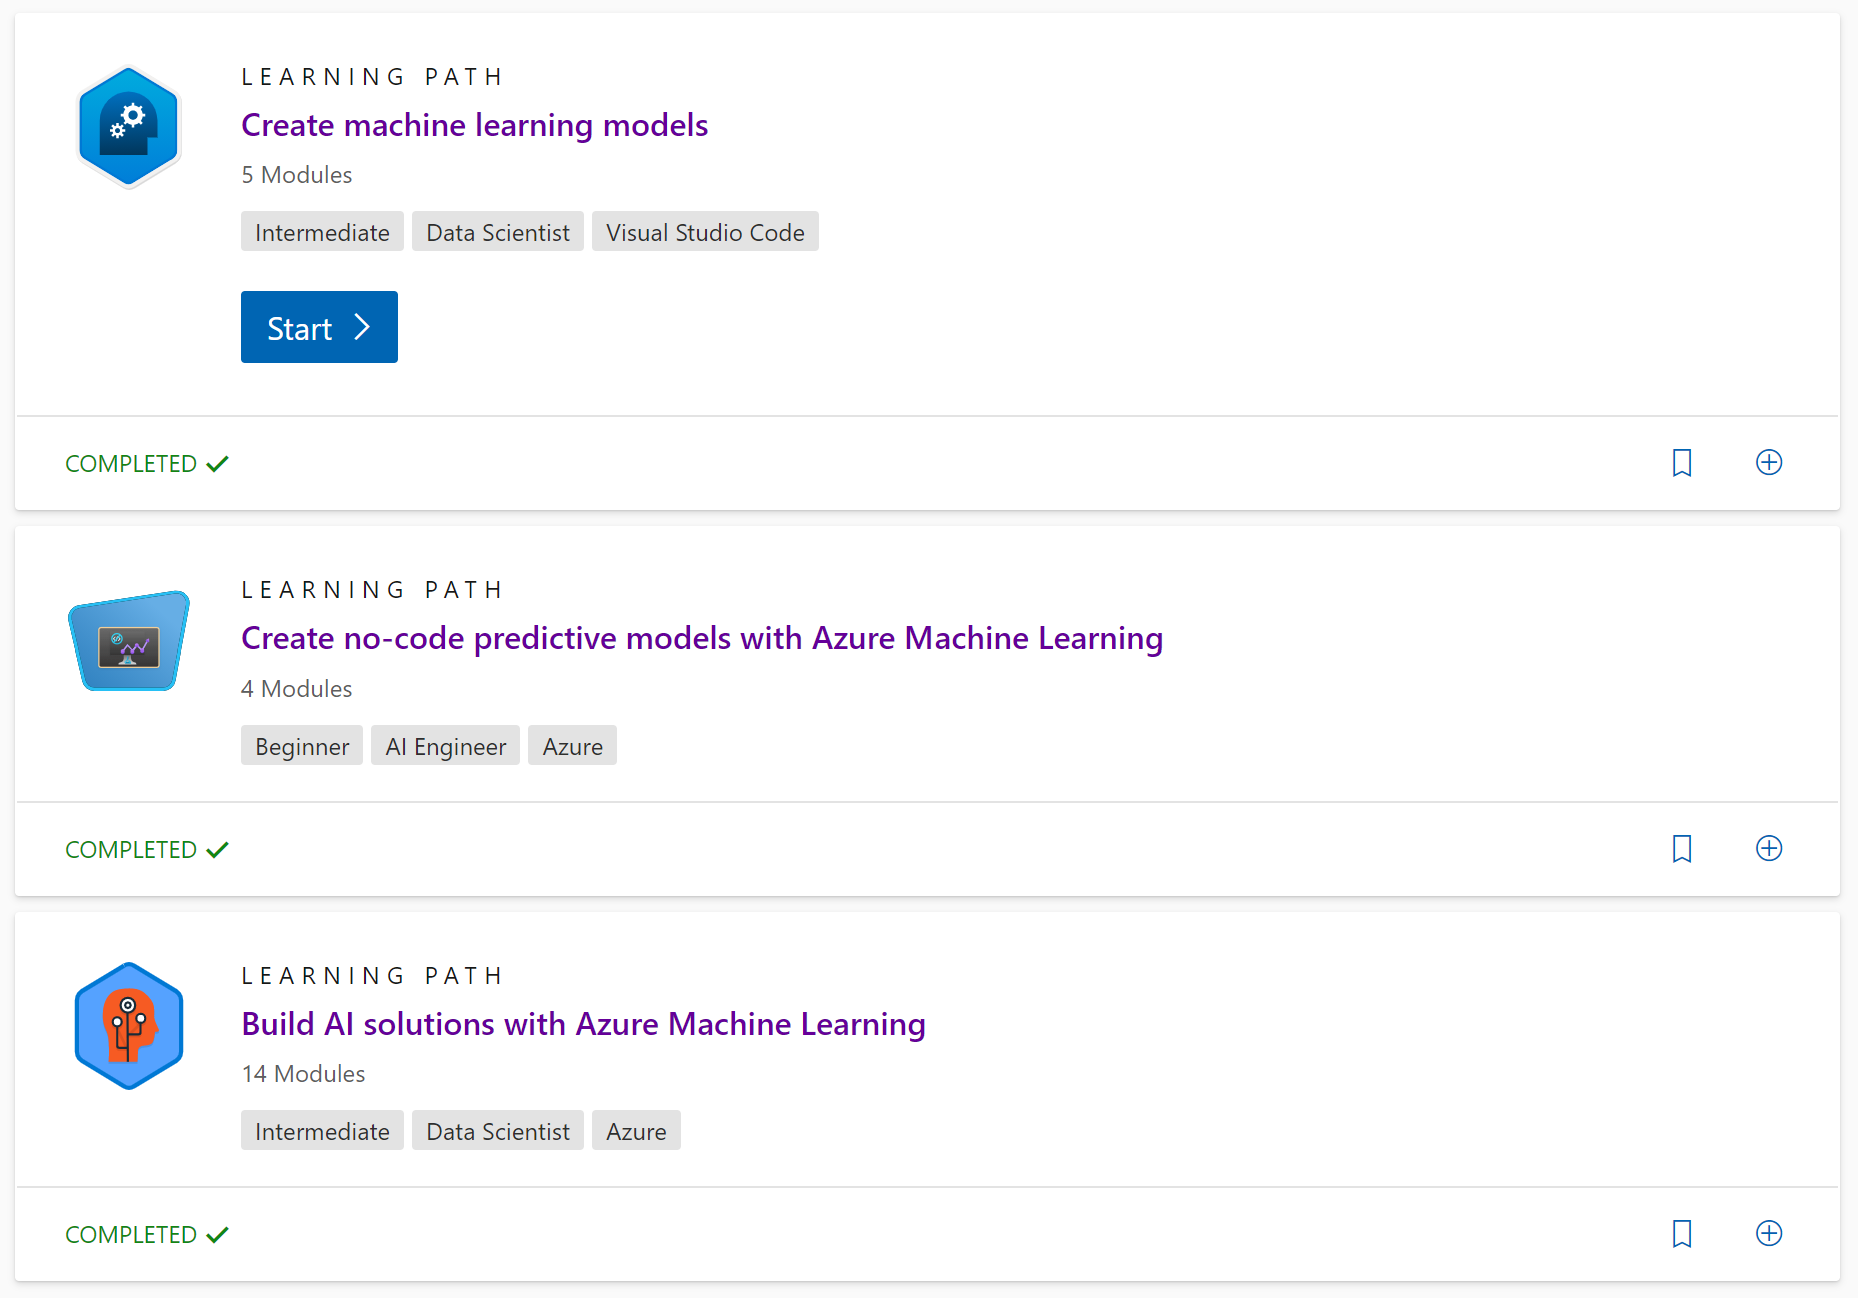 LEARNING PATH
Create machine learning models
5 Modules
Intermediate Data Scientist Visual Studio Code
Start
COMPLETED
LEARNING PATH
Create no-code predictive models with Azure Machine Learning
4 Modules
Beginner AI Engineer Azure
COMPLETED
LEARNING PATH
Build AI solutions with Azure Machine Learning
14 Modules
Intermediate Data Scientist Azure
COMPLETED